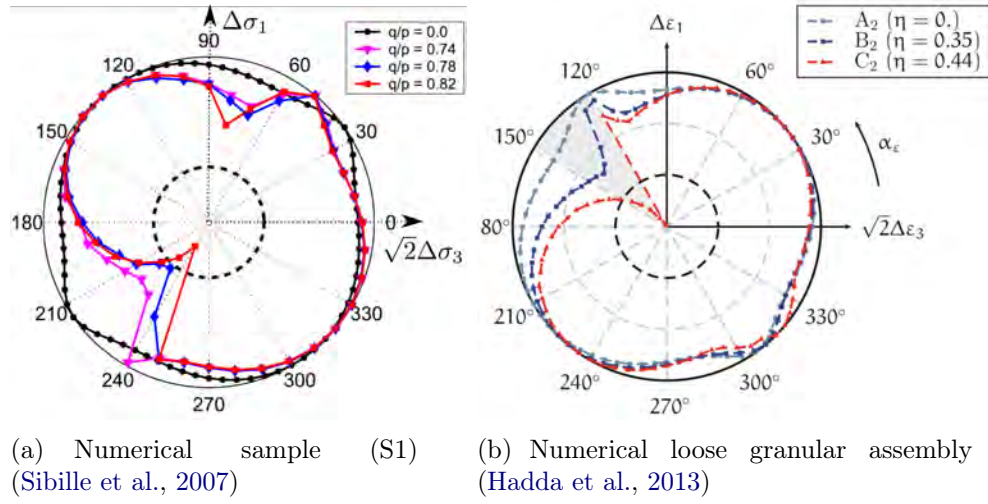 Δσ1
90
120
60
150
30
180
0
√2Δσ3
210
330
240
300
270
q/p = 0.0
q/p = 0.74
q/p = 0.78
q/p = 0.82
Δε1
120°
60°
150°
30°
αε
80°
√2Δε3
210°
330°
240°
300°
270°
A2 (η = 0.)
B2 (η = 0.35)
C2 (η = 0.44)
(a) Numerical sample (S1)
(Sibille et al., 2007)
(b) Numerical loose granular assembly
(Hadda et al., 2013)